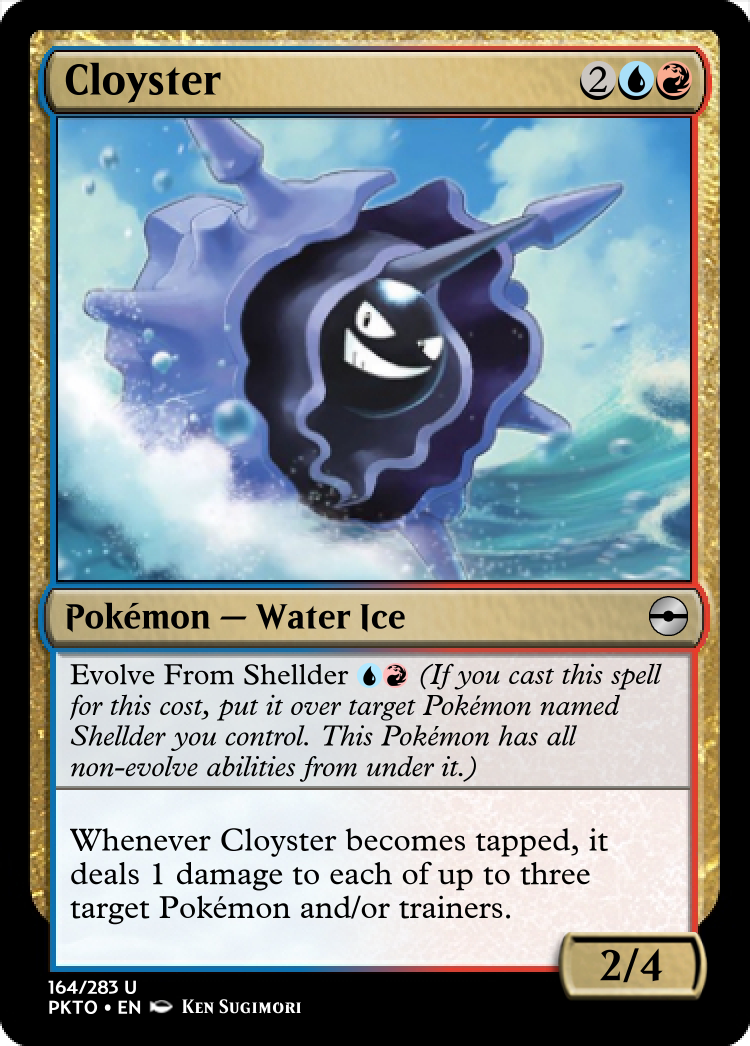 Cloyster 2
Pokémon — Water Ice
Evolve From Shellder (If you cast this spell
for this cost, put it over target Pokémon named
Shellder you control. This Pokémon has all
non-evolve abilities from under it.)
Whenever Cloyster becomes tapped, it
deals 1 damage to each of up to three
target Pokémon and/or trainers.
2/4
164/283 U
PKTO • EN Ken Sugimori